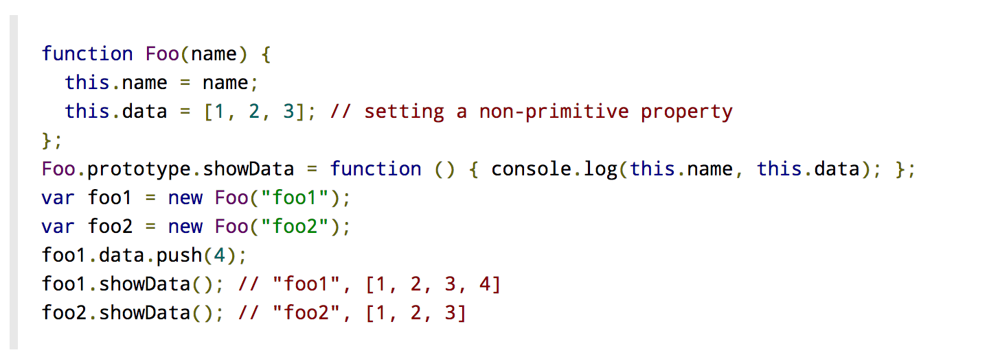 function Foo(name) {
  this.name = name;
  this.data = [1, 2, 3]; // setting a non-primitive property
};
Foo.prototype.showData = function () { console.log(this.name, this.data); };
var foo1 = new Foo("foo1");
var foo2 = new Foo("foo2");
foo1.data.push(4);
foo1.showData(); // "foo1", [1, 2, 3, 4]
foo2.showData(); // "foo2", [1, 2, 3]